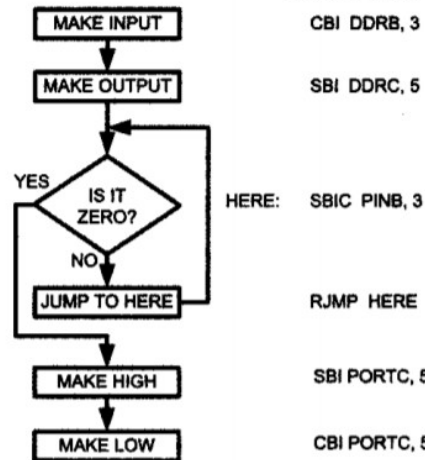 MAKE INPUT CBI DDRB, 3
MAKE OUTPUT SBI DDRC, 5
YES
IS IT
ZERO?
HERE: SBIC PINB, 3
NO
JUMP TO HERE RJMP HERE
MAKE HIGH SBI PORTC, 5
MAKE LOW CBI PORTC, 5